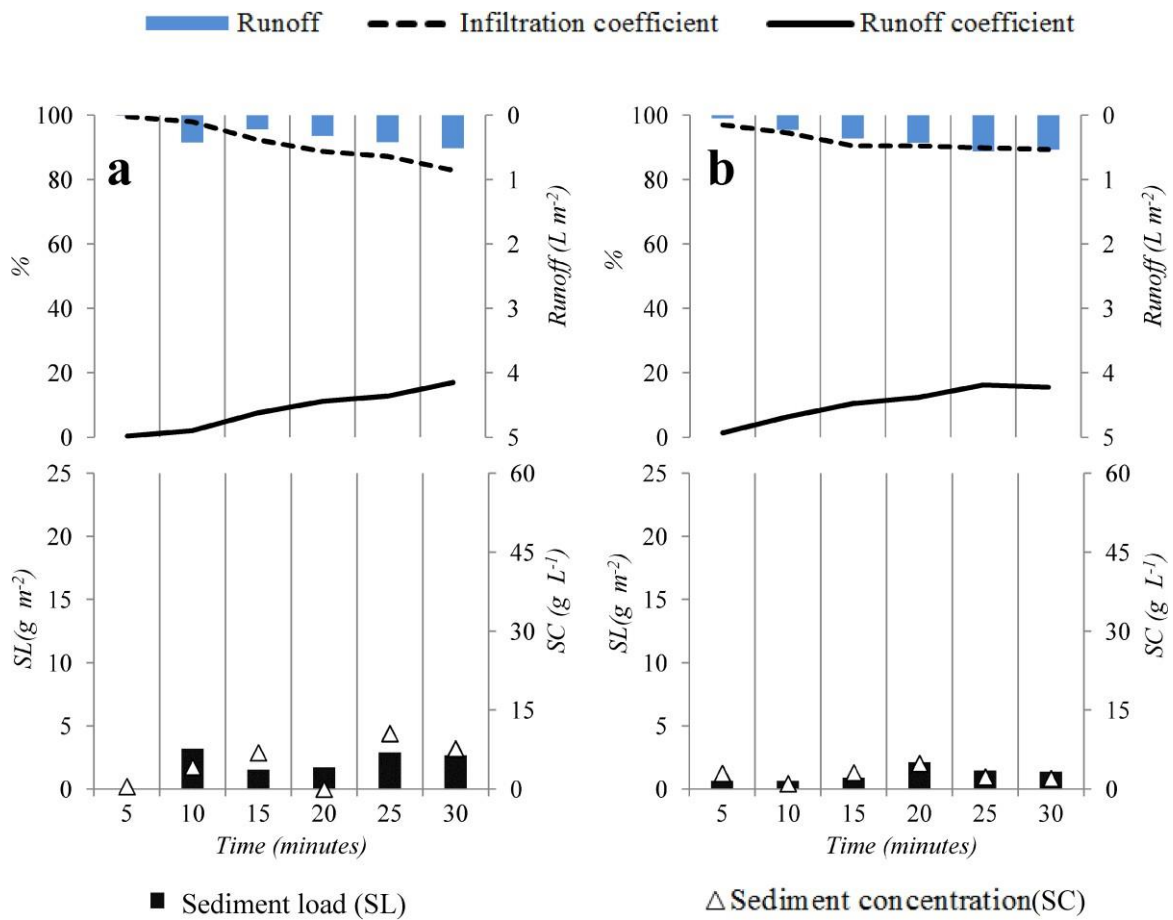 Runoff
Infiltration coefficient
Runoff coefficient
a
100
80
60
40
20
0
%
0
1
2
3
4
5
Runoff (L m⁻²)
b
100
80
60
40
20
0
%
0
1
2
3
4
5
Runoff (L m⁻²)
25
20
15
10
5
0
SL(g m⁻²)
60
45
30
15
0
SC (g L⁻¹)
5 10 15 20 25 30
Time (minutes)
25
20
15
10
5
0
SL(g m⁻²)
60
45
30
15
0
SC (g L⁻¹)
5 10 15 20 25 30
Time (minutes)
Sediment load (SL)
Sediment concentration(SC)